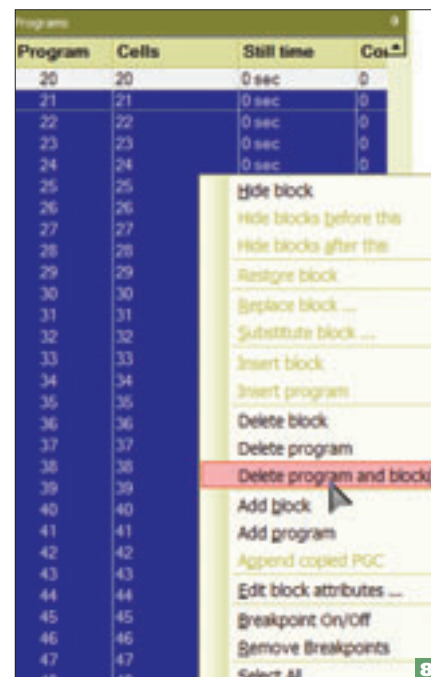 Programs
Program Cells Still time Co
20 20 0 sec 0
21 21 0 sec 0
22 22 0 sec 0
23 23 0 sec 0
24 24 0 sec 0
25 25
26 26
27 27
28 28
29 29
30 30
31 31
32 32
33 33
34 34
35 35
36 36
37 37
38 38
39 39
40 40
41 41
42 42
43 43
44 44
45 45
46 46
47 47
Hide block
Hide blocks before this
Hide blocks after this
Restore block
Replace block ...
Substitute block ...
Insert block
Insert program
Delete block
Delete program
Delete program and block(
Add block
Add program
Append copied PGC
Edit block attributes ...
Breakpoint On/Off
Remove Breakpoints
Select All
8